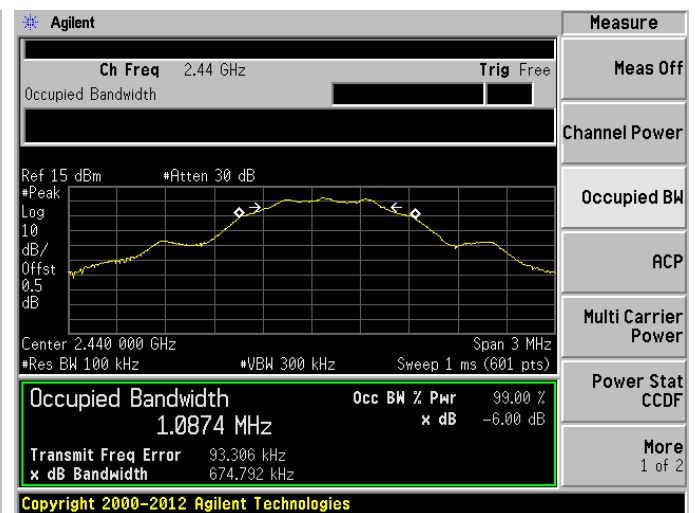 Agilent
Measure
Ch Freq 2.44 GHz Trig Free
Occupied Bandwidth
Meas Off
Channel Power
Occupied BW
ACP
Multi Carrier
Power
Power Stat
CCDF
More
1 of 2
Ref 15 dBm #Atten 30 dB
#Peak
Log
10
dB/
Offst
0.5
dB
Center 2.440 000 GHz Span 3 MHz
#Res BW 100 kHz #VBW 300 kHz Sweep 1 ms (601 pts)
Occupied Bandwidth Occ BW % Pwr 99.00 %
1.0874 MHz x dB -6.00 dB
Transmit Freq Error 93.306 kHz
x dB Bandwidth 674.792 kHz
Copyright 2000-2012 Agilent Technologies